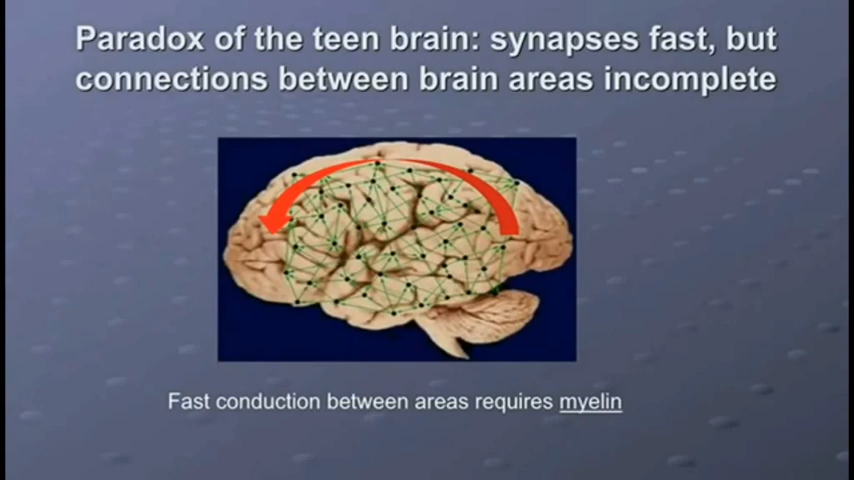 Paradox of the teen brain: synapses fast, but
connections between brain areas incomplete
Fast conduction between areas requires myelin